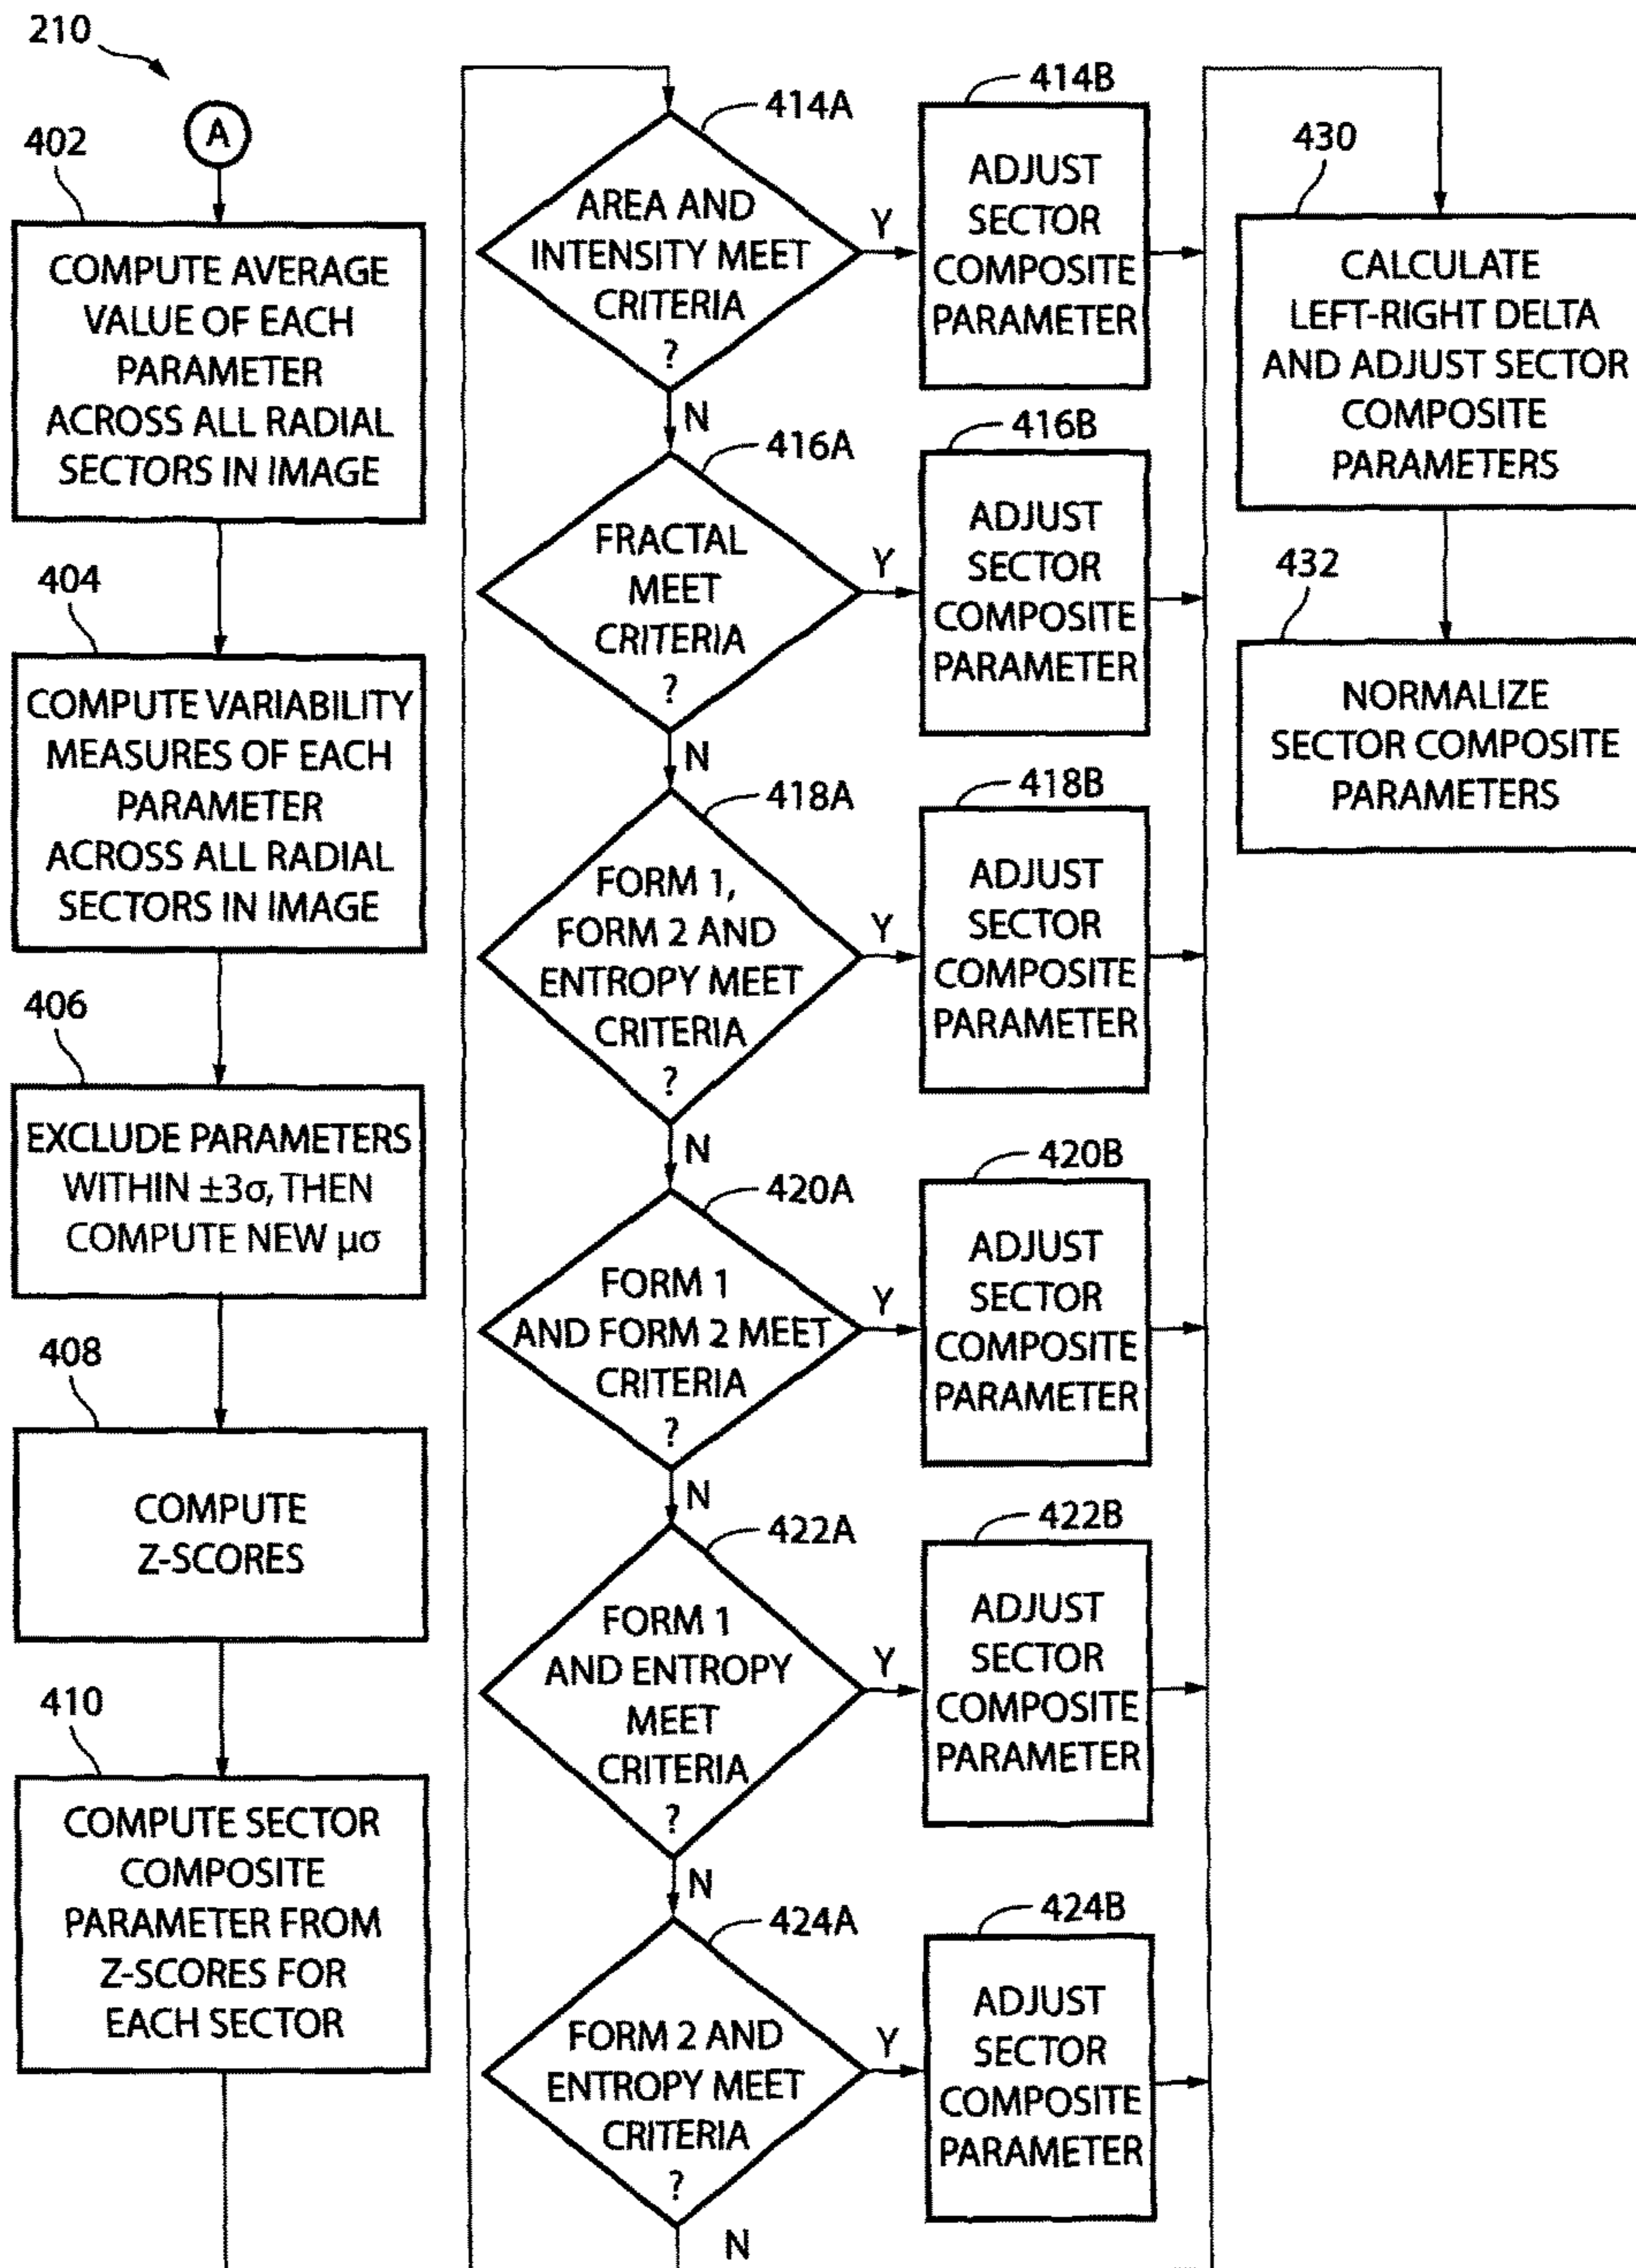 210
A
402
COMPUTE AVERAGE
VALUE OF EACH
PARAMETER
ACROSS ALL RADIAL
SECTORS IN IMAGE
404
COMPUTE VARIABILITY
MEASURES OF EACH
PARAMETER
ACROSS ALL RADIAL
SECTORS IN IMAGE
406
EXCLUDE PARAMETERS
WITHIN ±3σ, THEN
COMPUTE NEW μσ
408
COMPUTE
Z-SCORES
410
COMPUTE SECTOR
COMPOSITE
PARAMETER FROM
Z-SCORES FOR
EACH SECTOR
414A
AREA AND
INTENSITY MEET
CRITERIA
?
Y
N
414B
ADJUST
SECTOR
COMPOSITE
PARAMETER
416A
FRACTAL
MEET
CRITERIA
?
Y
N
416B
ADJUST
SECTOR
COMPOSITE
PARAMETER
418A
FORM 1,
FORM 2 AND
ENTROPY MEET
CRITERIA
?
Y
N
418B
ADJUST
SECTOR
COMPOSITE
PARAMETER
420A
FORM 1
AND FORM 2 MEET
CRITERIA
?
Y
N
420B
ADJUST
SECTOR
COMPOSITE
PARAMETER
422A
FORM 1
AND ENTROPY
MEET
CRITERIA
?
Y
N
422B
ADJUST
SECTOR
COMPOSITE
PARAMETER
424A
FORM 2 AND
ENTROPY MEET
CRITERIA
?
Y
N
424B
ADJUST
SECTOR
COMPOSITE
PARAMETER
430
CALCULATE
LEFT-RIGHT DELTA
AND ADJUST SECTOR
COMPOSITE
PARAMETERS
432
NORMALIZE
SECTOR COMPOSITE
PARAMETERS